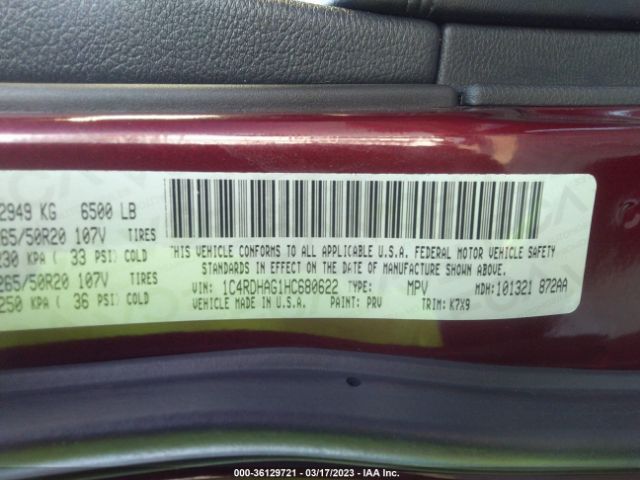 2949 KG 6500 LB
65/50R20 107V TIRES
230 KPA ( 33 PSI) COLD
265/50R20 107V TIRES
250 KPA ( 36 PSI) COLD
THIS VEHICLE CONFORMS TO ALL APPLICABLE U.S.A. FEDERAL MOTOR VEHICLE SAFETY
STANDARDS IN EFFECT ON THE DATE OF MANUFACTURE SHOWN ABOVE.
VIN: 1C4RDHAG1HC680622 TYPE: MPV MDH: 101321 872AA
VEHICLE MADE IN U.S.A. PAINT: PRV TRIM: K7X9
000-36129721 - 03/17/2023 - IAA Inc.